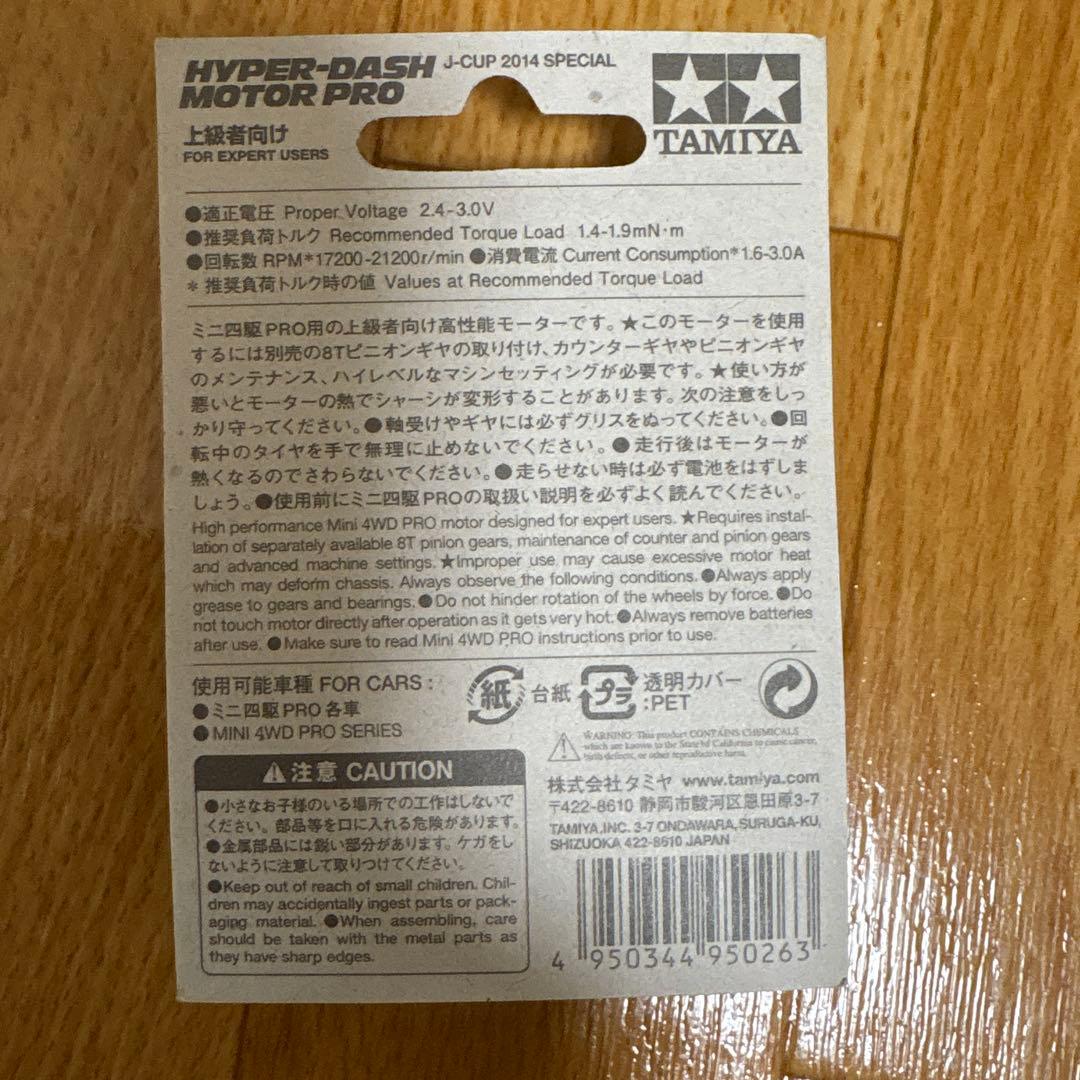 HYPER-DASH J-CUP 2014 SPECIAL
MOTOR PRO
TAMIYA
上級者向け
FOR EXPERT USERS
●適正電圧 Proper Voltage 2.4-3.0V
●推奨負荷トルク Recommended Torque Load 1.4-1.9mN·m
●回転数 RPM*17200-21200r/min ●消費電流 Current Consumption*1.6-3.0A
* 推奨負荷トルク時の値 Values at Recommended Torque Load
ミニ四駆PRO用の上級者向け高性能モーターです。★このモーターを使用
するには別売の8Tピニオンギヤの取り付け、カウンターギヤやピニオンギヤ
のメンテナンス、ハイレベルなマシンセッティングが必要です。★使い方が
悪いとモーターの熱でシャーシが変形することがあります。次の注意をしっ
かり守ってください。●軸受けやギヤには必ずグリスをぬってください。●回
転中のタイヤを手で無理に止めないでください。●走行後はモーターが
熱くなるのでさわらないでください。●走らせない時は必ず電池をはずしま
しょう。●使用前にミニ四駆PROの取扱い説明を必ずよく読んでください。
High performance Mini 4WD PRO motor designed for expert users. ★Requires instal-
lation of separately available 8T pinion gears, maintenance of counter and pinion gears
and advanced machine settings. ★Improper use may cause excessive motor heat
which may deform chassis. Always observe the following conditions. ●Always apply
grease to gears and bearings. ●Do not hinder rotation of the wheels by force. ●Do
not touch motor directly after operation as it gets very hot. ●Always remove batteries
after use. ●Make sure to read Mini 4WD PRO instructions prior to use.
使用可能車種 FOR CARS :
●ミニ四駆PRO各車
●MINI 4WD PRO SERIES
紙 台紙 プラ 透明カバー
:PET
WARNING: This product CONTAINS CHEMICALS
which are known to the State of California to cause cancer,
birth defects, or other reproductive harm.
注意 CAUTION
●小さなお子様のいる場所での工作はしないで
ください。部品等を口に入れる危険があります。
●金属部品には鋭い部分があります。ケガをし
ないように注意して取りつけてください。
●Keep out of reach of small children. Chil-
dren may accidentally ingest parts or pack-
aging material. ●When assembling, care
should be taken with the metal parts as
they have sharp edges.
株式会社タミヤ www.tamiya.com
〒422-8610 静岡市駿河区恩田原3-7
TAMIYA,INC. 3-7 ONDAWARA, SURUGA-KU,
SHIZUOKA 422-8610 JAPAN
4 950344 950263